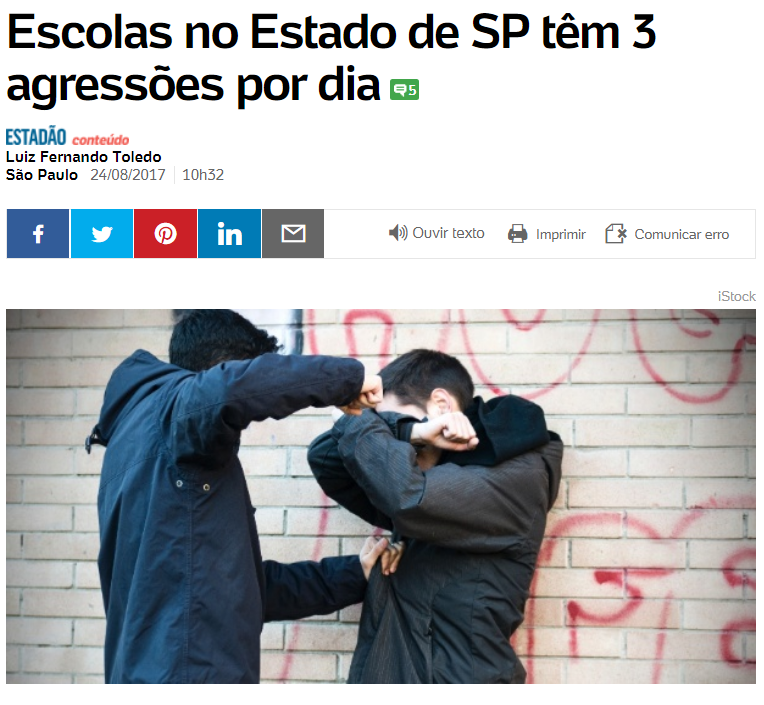 Escolas no Estado de SP têm 3
agressões por dia 5
ESTADÃO conteúdo
Luiz Fernando Toledo
São Paulo 24/08/2017 10h32
f in Ouvir texto Imprimir Comunicar erro
iStock